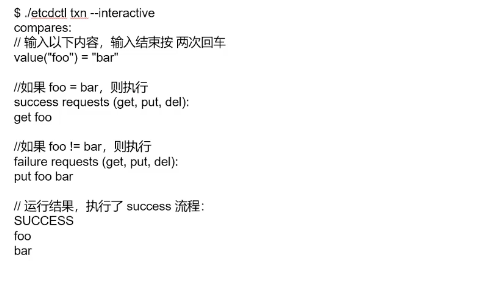 $ ./etcdctl txn --interactive
compares:
// 输入以下内容，输入结束按 两次回车
value("foo") = "bar"
//如果 foo = bar，则执行
success requests (get, put, del):
get foo
//如果 foo != bar，则执行
failure requests (get, put, del):
put foo bar
// 运行结果，执行了 success 流程：
SUCCESS
foo
bar